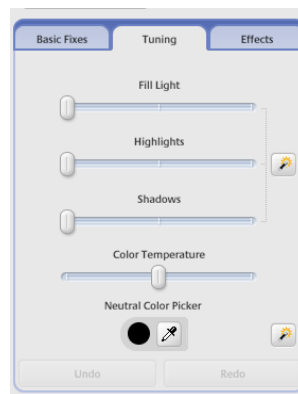 Basic Fixes Tuning Effects
Fill Light
Highlights
Shadows
Color Temperature
Neutral Color Picker
Undo Redo